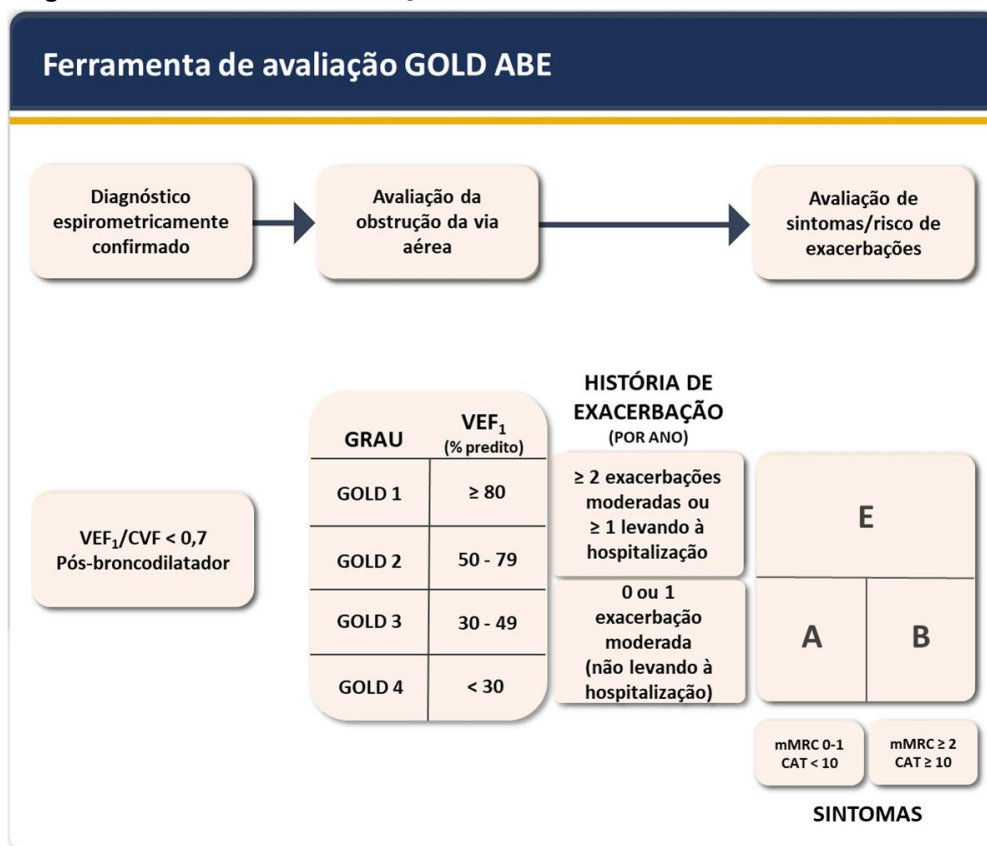 Ferramenta de avaliação GOLD ABE
Diagnóstico
espirometricamente
confirmado
Avaliação da
obstrução da via
aérea
Avaliação de
sintomas/risco de
exacerbações
VEF₁/CVF < 0,7
Pós-broncodilatador
GRAU
VEF₁
(% predito)
GOLD 1
≥ 80
GOLD 2
50 - 79
GOLD 3
30 - 49
GOLD 4
< 30
HISTÓRIA DE
EXACERBAÇÃO
(POR ANO)
≥ 2 exacerbações
moderadas ou
≥ 1 levando à
hospitalização
0 ou 1
exacerbação
moderada
(não levando à
hospitalização)
E
A
B
mMRC 0-1
CAT < 10
mMRC ≥ 2
CAT ≥ 10
SINTOMAS